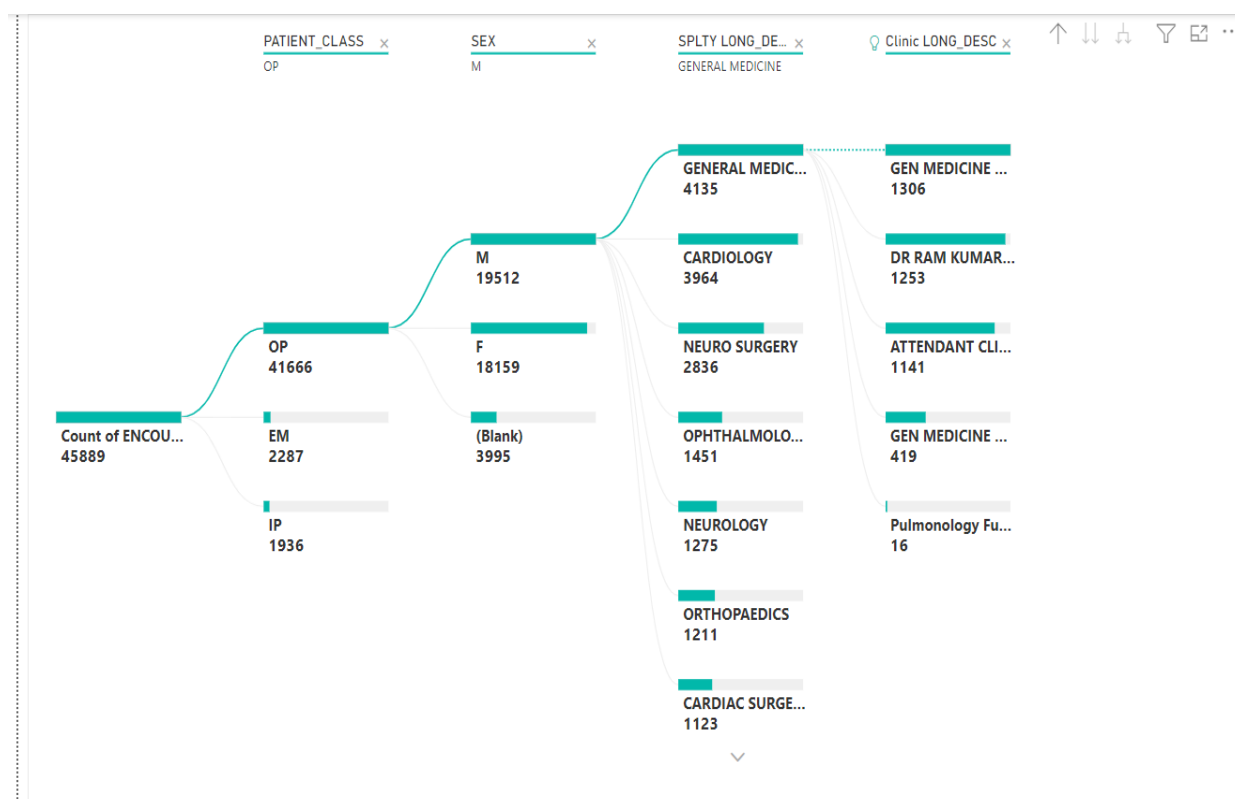 PATIENT_CLASS
OP
SEX
M
SPLTY LONG_DE...
GENERAL MEDICINE
Clinic LONG_DESC
Count of ENCOU...
45889
OP
41666
EM
2287
IP
1936
M
19512
F
18159
(Blank)
3995
GENERAL MEDIC...
4135
CARDIOLOGY
3964
NEURO SURGERY
2836
OPHTHALMOLO...
1451
NEUROLOGY
1275
ORTHOPAEDICS
1211
CARDIAC SURGE...
1123
GEN MEDICINE ...
1306
DR RAM KUMAR...
1253
ATTENDANT CLI...
1141
GEN MEDICINE ...
419
Pulmonology Fu...
16